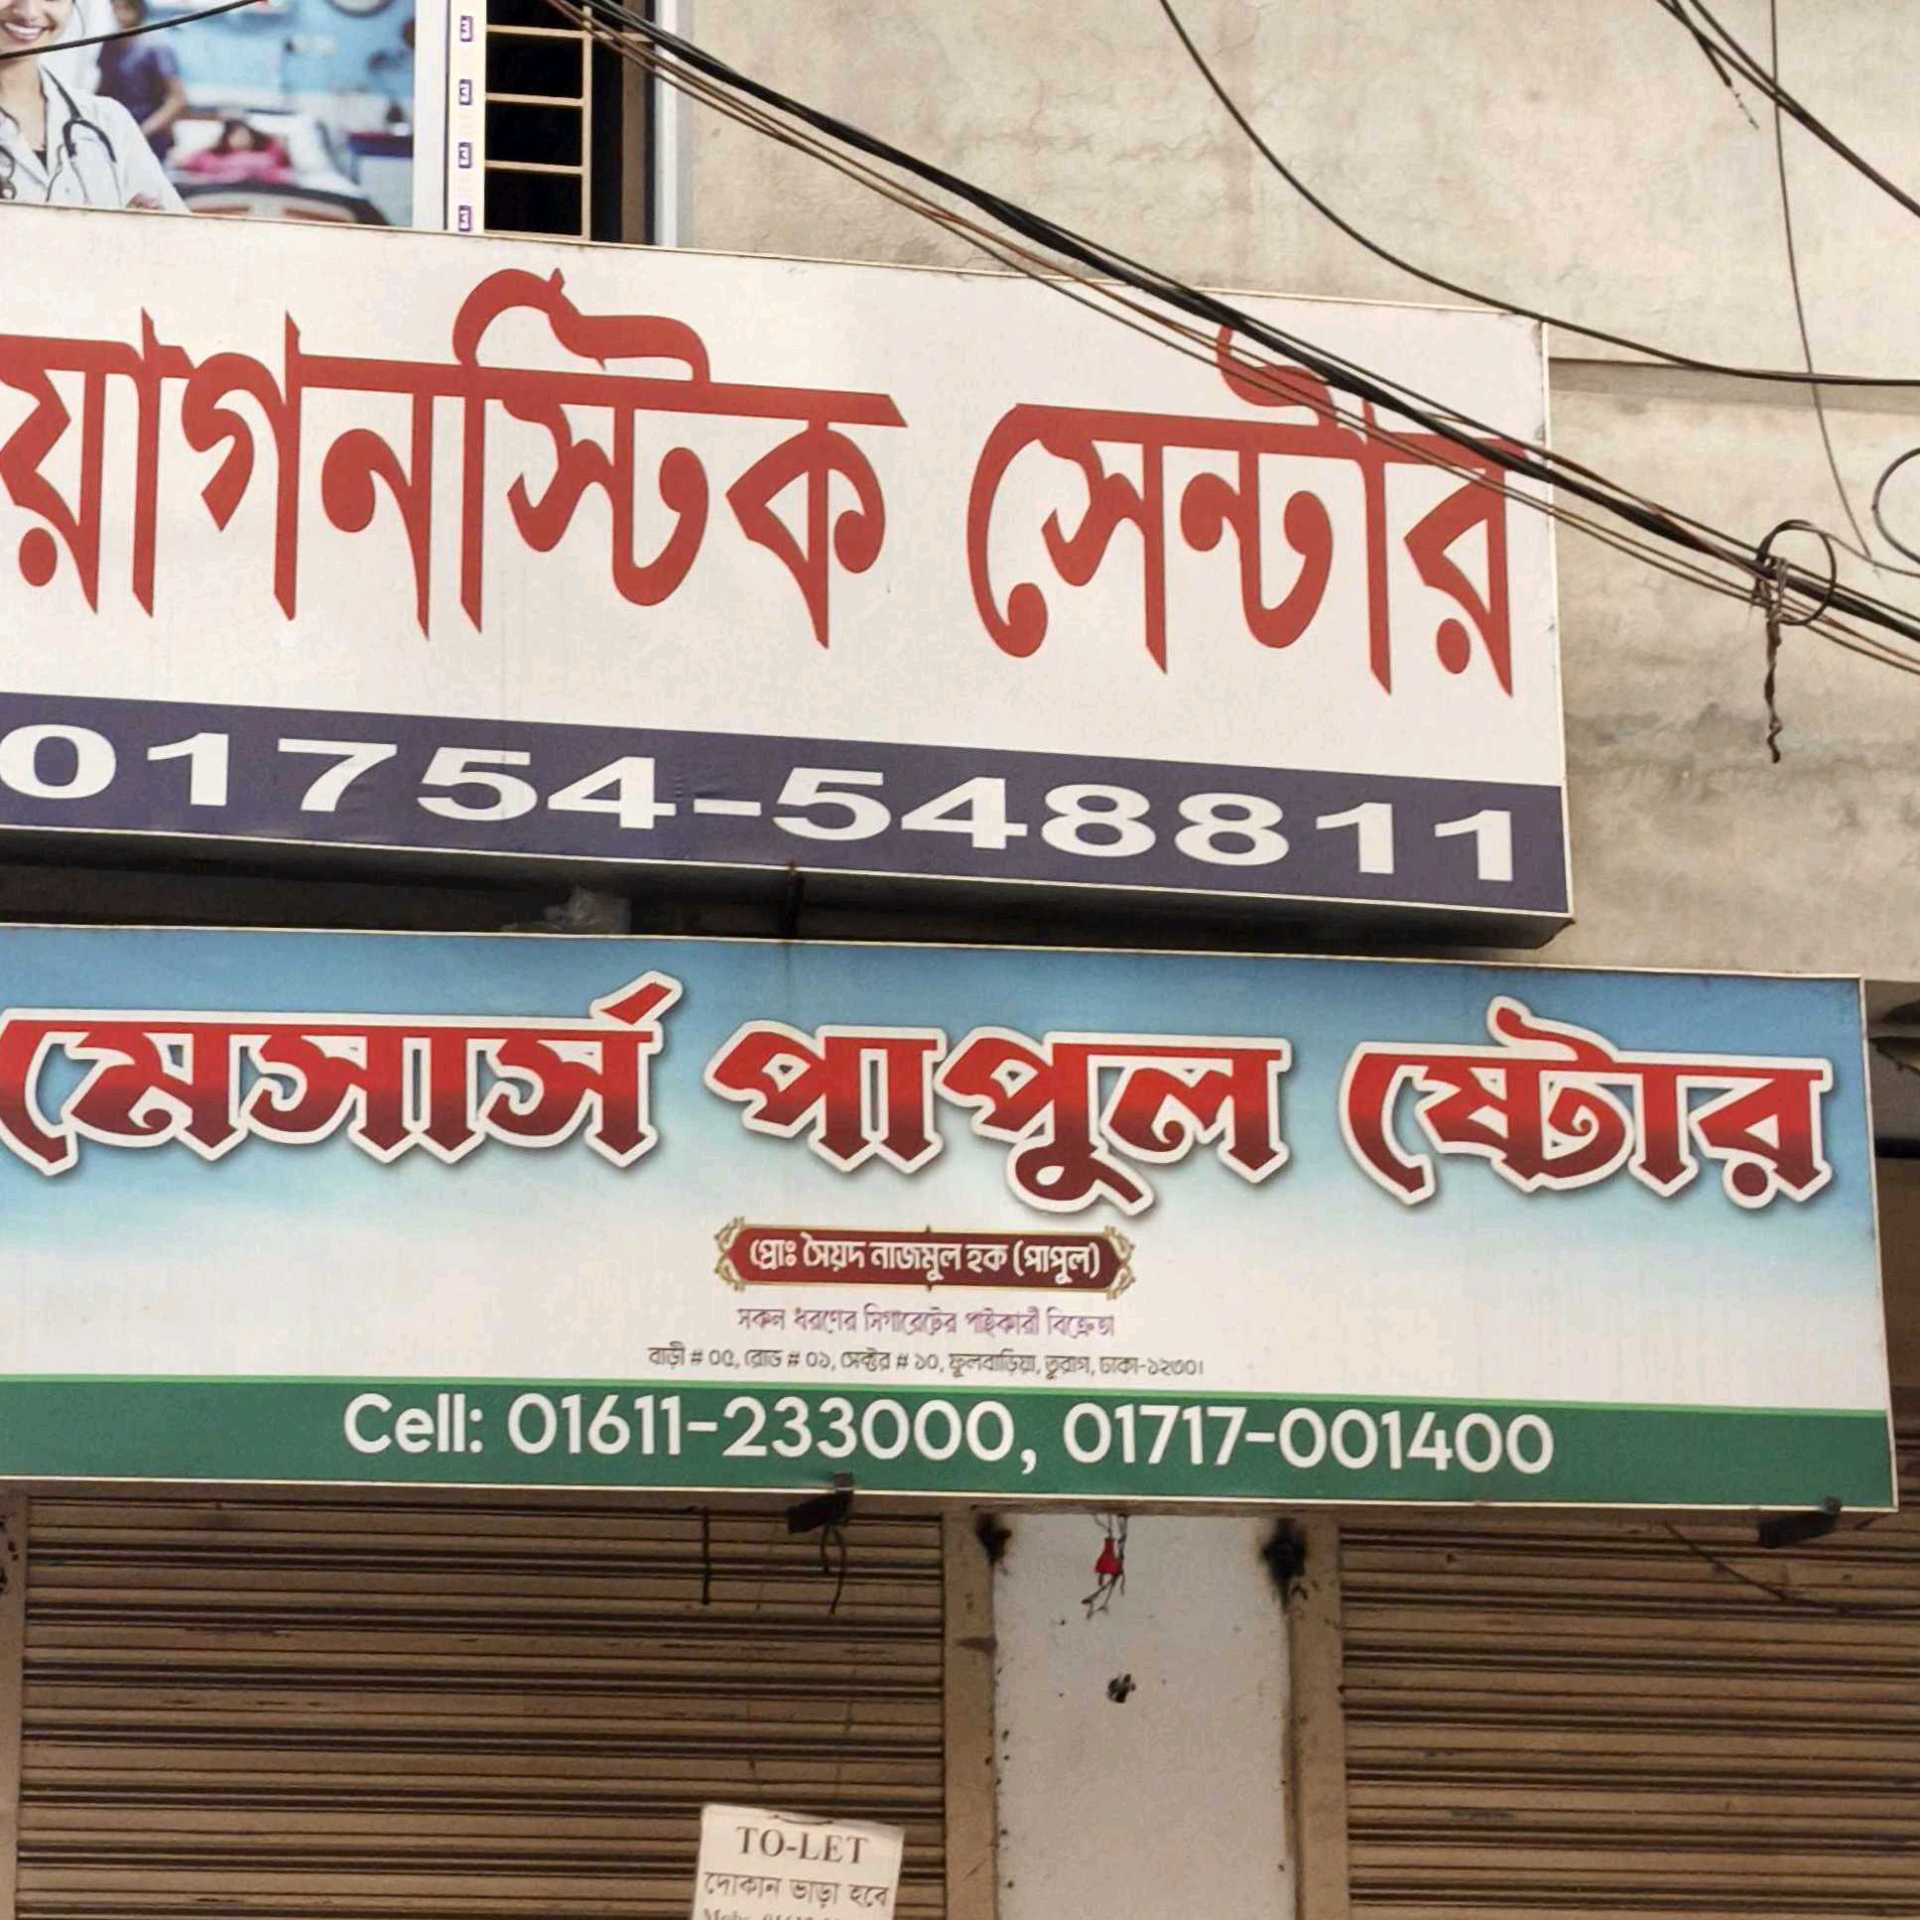 য়াগনস্টিক সেন্টার
01754-548811
মেসার্স পাপুল ষ্টোর
প্রোঃ সৈয়দ নাজমুল হক (পাপুল)
সকল ধরণের সিগারেটের পাইকারী বিক্রেতা
বাড়ী # ০৫, রোড # ০১, সেক্টর # ১০, ফুলবাড়িয়া, তুরাগ, ঢাকা-১২৩০।
Cell: 01611-233000, 01717-001400
TO-LET
দোকান ভাড়া হবে